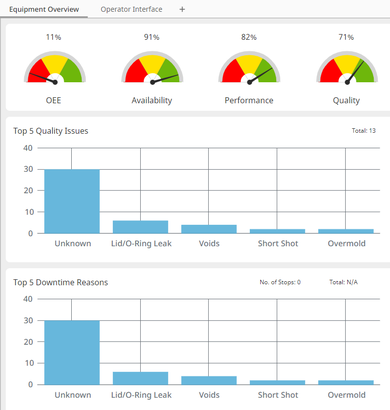 Equipment Overview Operator Interface +
11% 91% 82% 71%
OEE Availability Performance Quality
Top 5 Quality Issues Total: 13
40
30
20
10
0
Unknown Lid/O-Ring Leak Voids Short Shot Overmold
Top 5 Downtime Reasons No. of Stops: 0 Total: N/A
40
30
20
10
0
Unknown Lid/O-Ring Leak Voids Short Shot Overmold